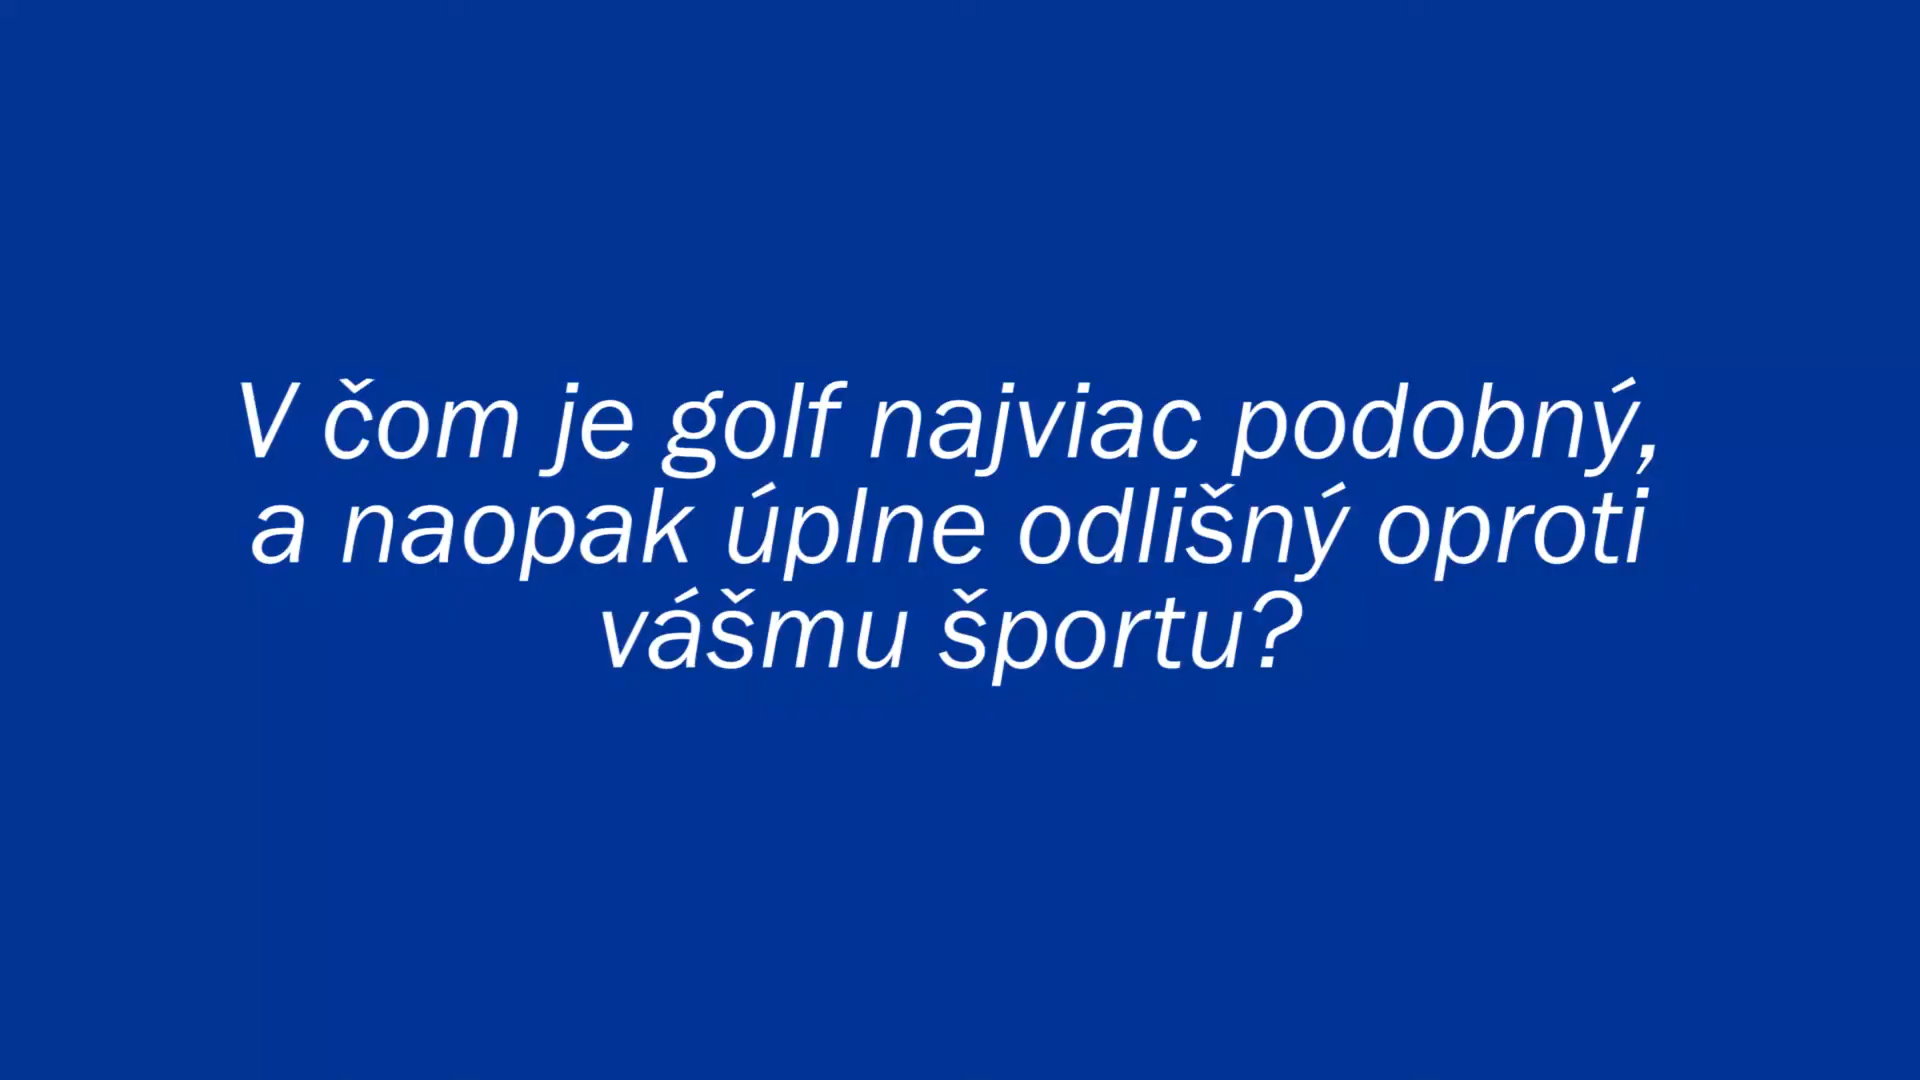 V čom je golf najviac podobný,
a naopak úplne odlišný oproti
vášmu športu?